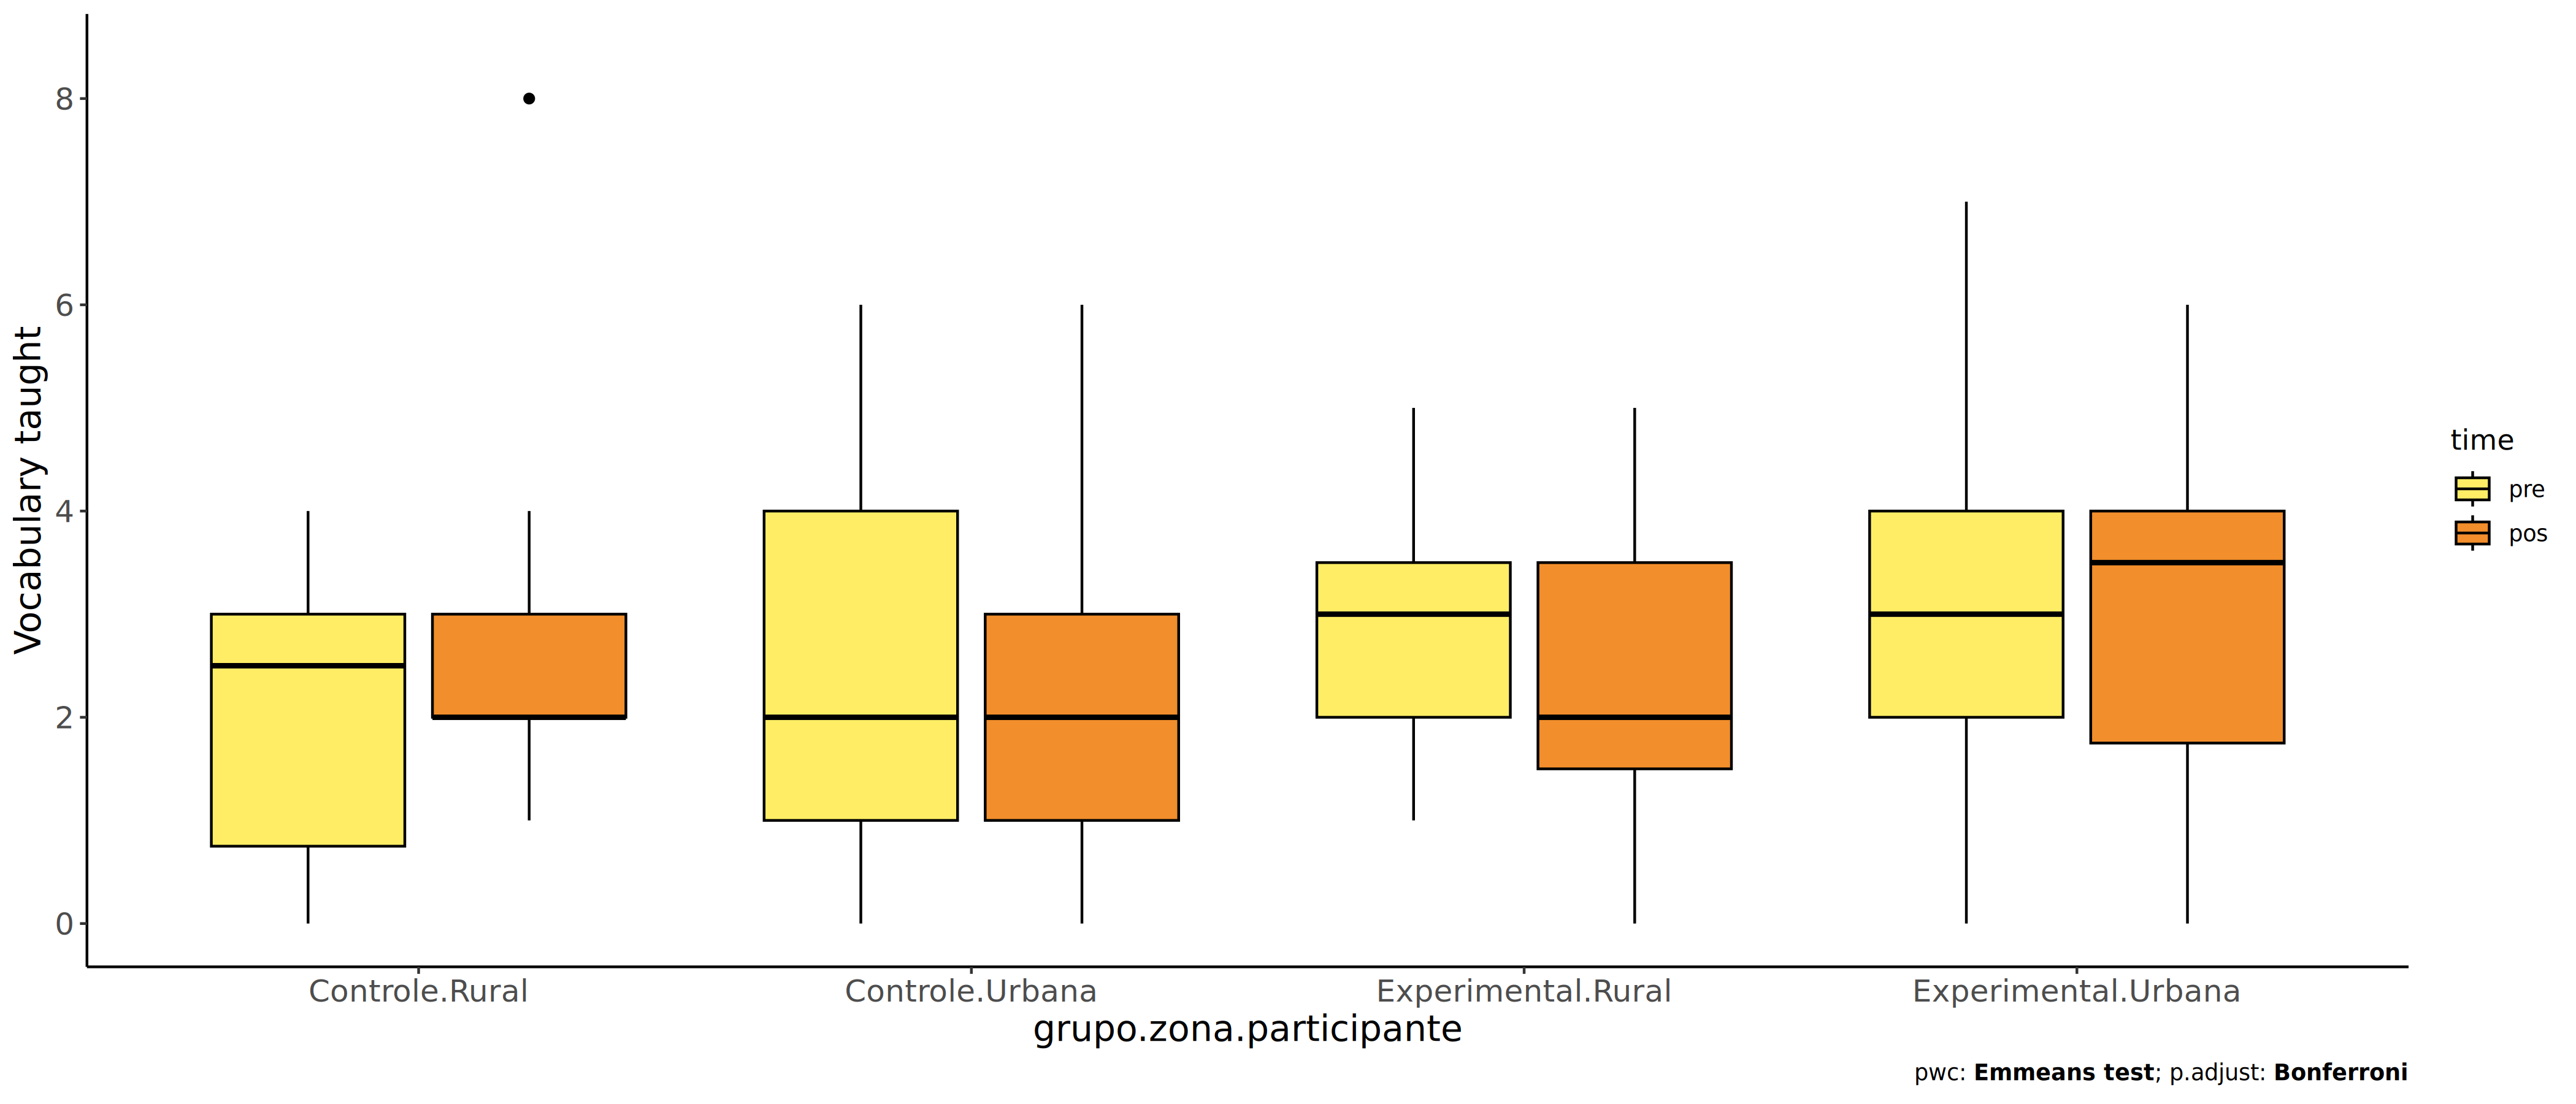 Vocabulary taught
8
6
4
2
0
Controle.Rural
Controle.Urbana
Experimental.Rural
Experimental.Urbana
grupo.zona.participante
time
pre
pos
pwc: Emmeans test; p.adjust: Bonferroni